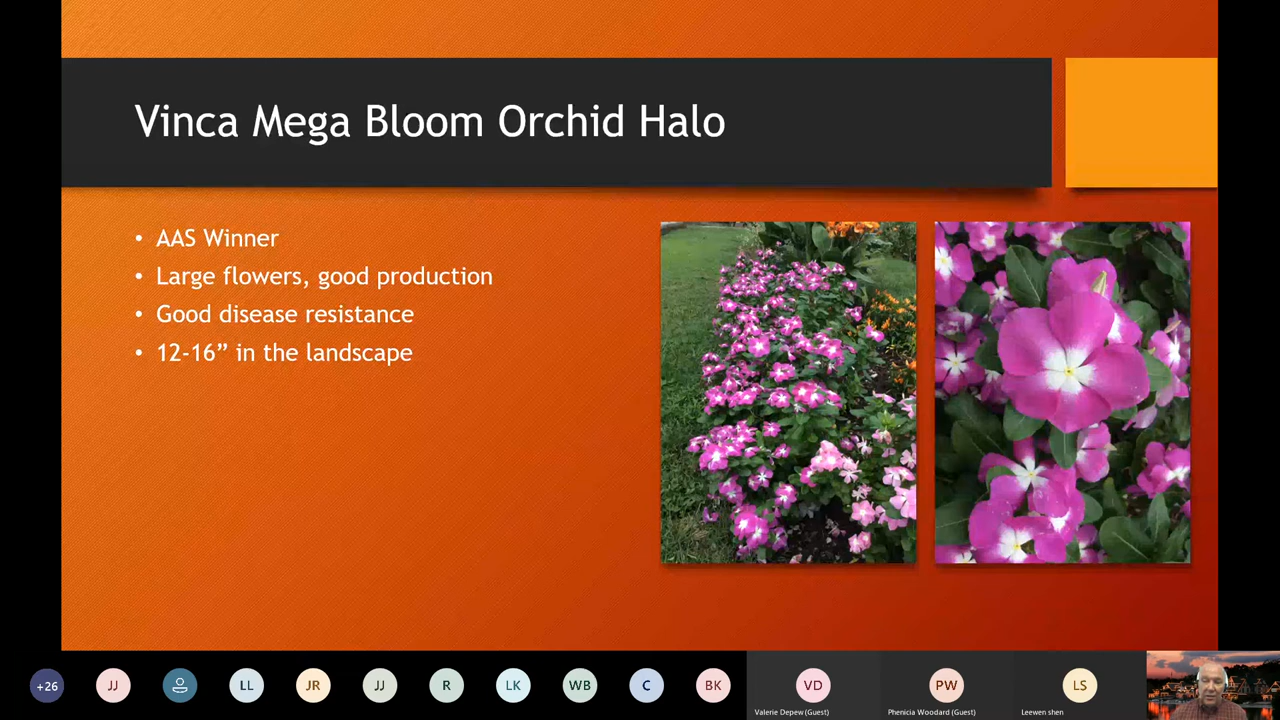 Vinca Mega Bloom Orchid Halo
• AAS Winner
• Large flowers, good production
• Good disease resistance
• 12-16” in the landscape
+26 JJ LL JR JJ R LK WB C BK VD PW LS
Valerie Depew (Guest) Phenicia Woodard (Guest) Leewen shen